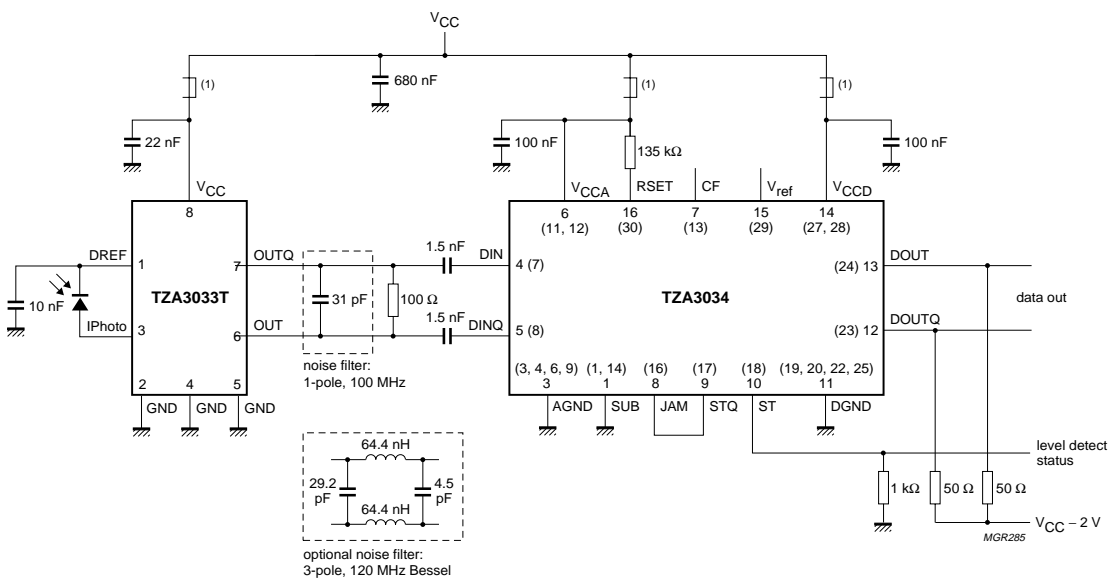 VCC
(1)
680 nF
(1)
(1)
22 nF
100 nF
135 kΩ
100 nF
VCC
VCCA
RSET
CF
Vref
VCCD
8
6
16
7
15
14
(11, 12)
(30)
(13)
(29)
(27, 28)
DREF
1
OUTQ
7
1.5 nF
DIN
4 (7)
(24) 13
DOUT
10 nF
TZA3033T
31 pF
100 Ω
TZA3034
data out
IPhoto
3
OUT
6
1.5 nF
DINQ
5 (8)
(23) 12
DOUTQ
noise filter:
1-pole, 100 MHz
(3, 4, 6, 9)
(1, 14)
(16)
(17)
(18)
(19, 20, 22, 25)
2
4
5
3
1
8
9
10
11
GND
GND
GND
AGND
SUB
JAM
STQ
ST
DGND
64.4 nH
29.2
pF
4.5
pF
64.4 nH
level detect
status
1 kΩ
50 Ω
50 Ω
VCC − 2 V
MGR285
optional noise filter:
3-pole, 120 MHz Bessel